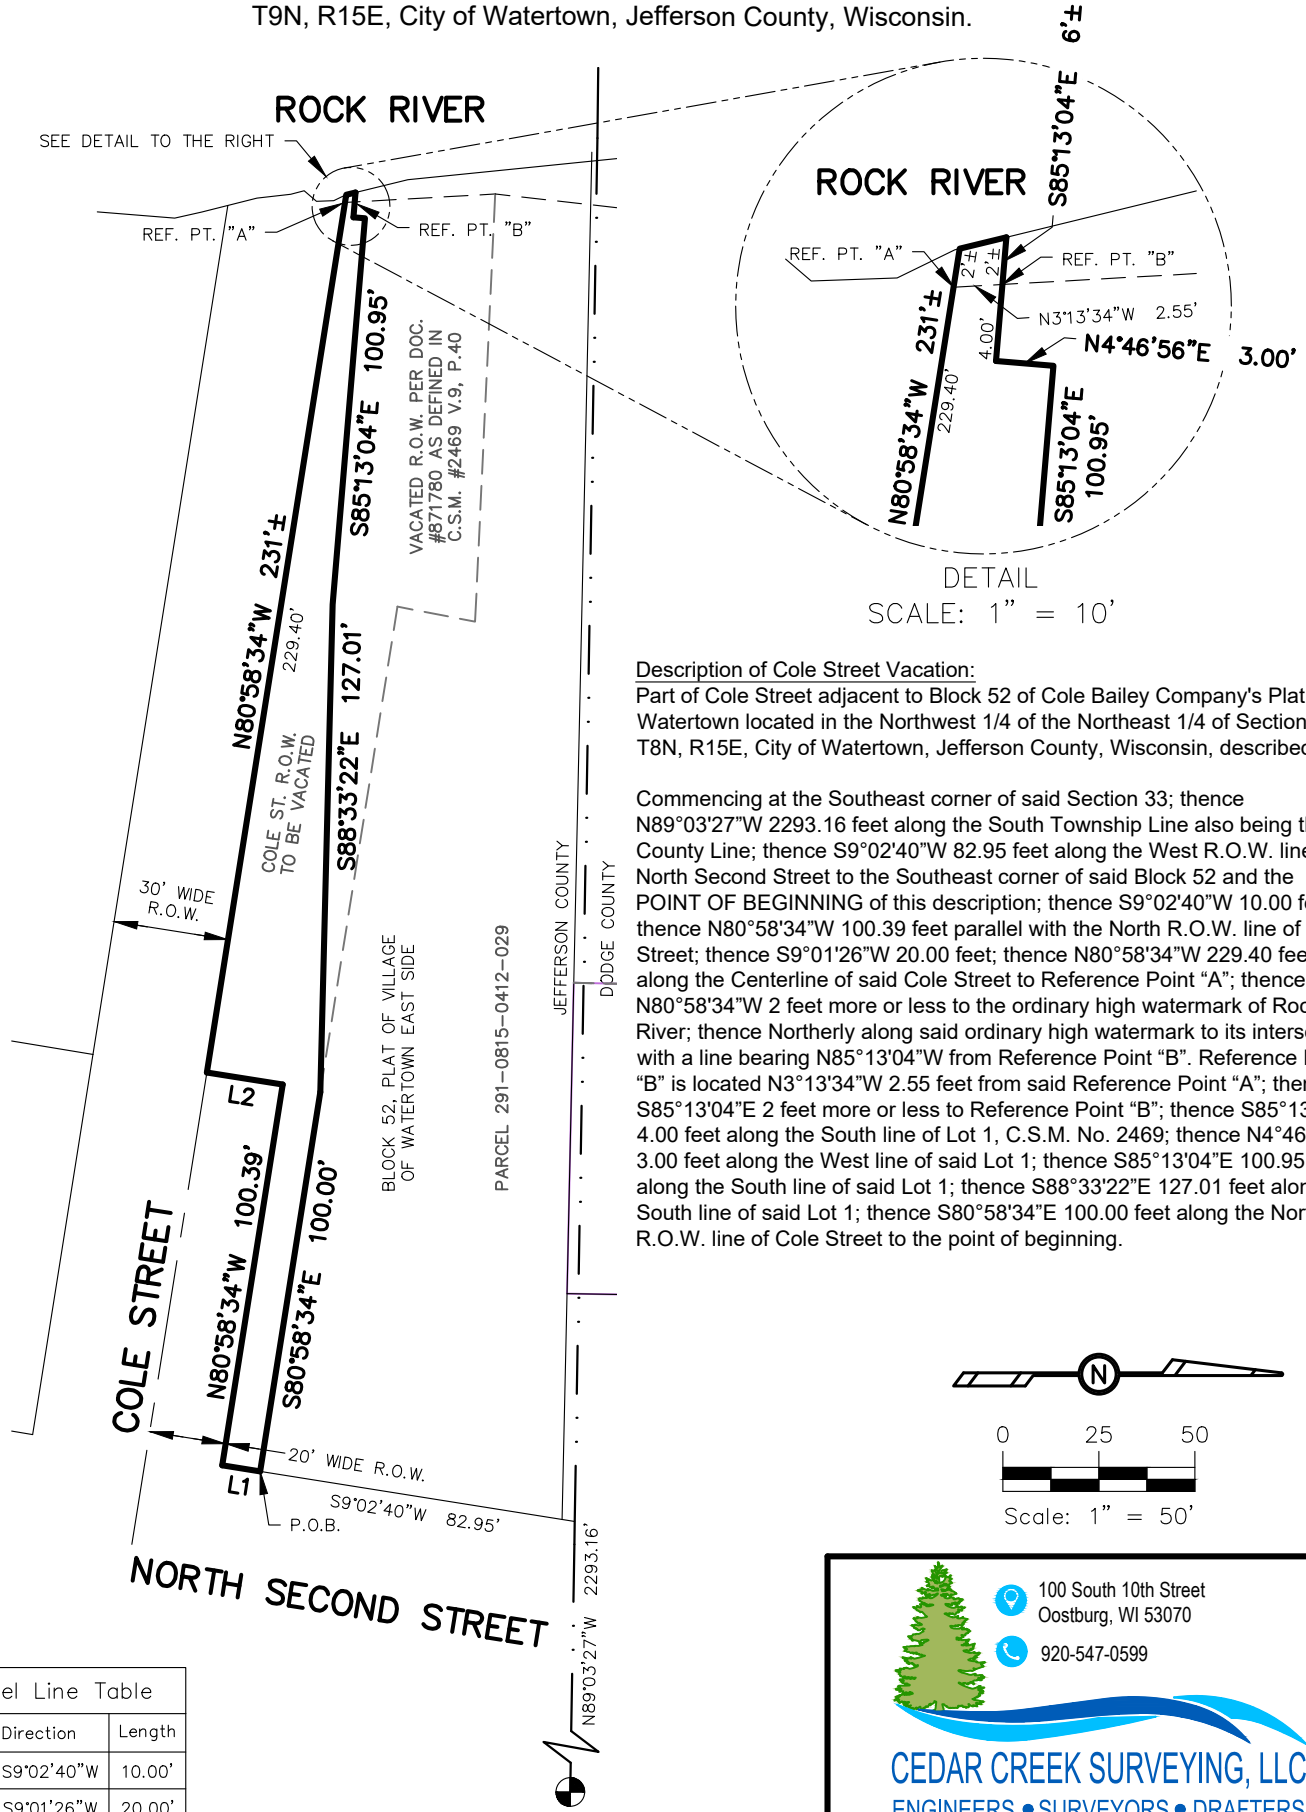 T9N, R15E, City of Watertown, Jefferson County, Wisconsin.
ROCK RIVER
SEE DETAIL TO THE RIGHT
REF. PT. "A"
REF. PT. "B"
N80°58'34"W 231'±
229.40'
S85°13'04"E 100.95'
VACATED R.O.W. PER DOC.
#871780 AS DEFINED IN
C.S.M. #2469 V.9, P.40
S88°33'22"E 127.01'
COLE ST. R.O.W.
TO BE VACATED
30' WIDE
R.O.W.
BLOCK 52, PLAT OF VILLAGE
OF WATERTOWN EAST SIDE
PARCEL 291-0815-0412-029
JEFFERSON COUNTY
DODGE COUNTY
L2
N80°58'34"W 100.39'
S80°58'34"E 100.00'
COLE STREET
20' WIDE R.O.W.
L1
S9°02'40"W 82.95'
P.O.B.
NORTH SECOND STREET
N89°03'27"W 2293.16'
ROCK RIVER
S85°13'04"E 6'±
REF. PT. "A"
2'±
2'±
REF. PT. "B"
N3°13'34"W 2.55'
4.00'
N4°46'56"E 3.00'
N80°58'34"W 231'±
229.40'
S85°13'04"E
100.95'
DETAIL
SCALE: 1" = 10'
Description of Cole Street Vacation:
Part of Cole Street adjacent to Block 52 of Cole Bailey Company's Plat
Watertown located in the Northwest 1/4 of the Northeast 1/4 of Section
T8N, R15E, City of Watertown, Jefferson County, Wisconsin, described
Commencing at the Southeast corner of said Section 33; thence
N89°03'27"W 2293.16 feet along the South Township Line also being th
County Line; thence S9°02'40"W 82.95 feet along the West R.O.W. line
North Second Street to the Southeast corner of said Block 52 and the
POINT OF BEGINNING of this description; thence S9°02'40"W 10.00 fe
thence N80°58'34"W 100.39 feet parallel with the North R.O.W. line of
Street; thence S9°01'26"W 20.00 feet; thence N80°58'34"W 229.40 fee
along the Centerline of said Cole Street to Reference Point “A”; thence
N80°58'34"W 2 feet more or less to the ordinary high watermark of Roc
River; thence Northerly along said ordinary high watermark to its interse
with a line bearing N85°13'04"W from Reference Point “B”. Reference
“B” is located N3°13'34"W 2.55 feet from said Reference Point “A”; then
S85°13'04"E 2 feet more or less to Reference Point “B”; thence S85°13
4.00 feet along the South line of Lot 1, C.S.M. No. 2469; thence N4°46
3.00 feet along the West line of said Lot 1; thence S85°13'04"E 100.95
along the South line of said Lot 1; thence S88°33'22"E 127.01 feet alon
South line of said Lot 1; thence S80°58'34"E 100.00 feet along the Nor
R.O.W. line of Cole Street to the point of beginning.
N
0 25 50
Scale: 1" = 50'
100 South 10th Street
Oostburg, WI 53070
920-547-0599
CEDAR CREEK SURVEYING, LLC
ENGINEERS • SURVEYORS • DRAFTERS
el Line Table
Direction Length
S9°02'40"W 10.00'
S9°01'26"W 20.00'